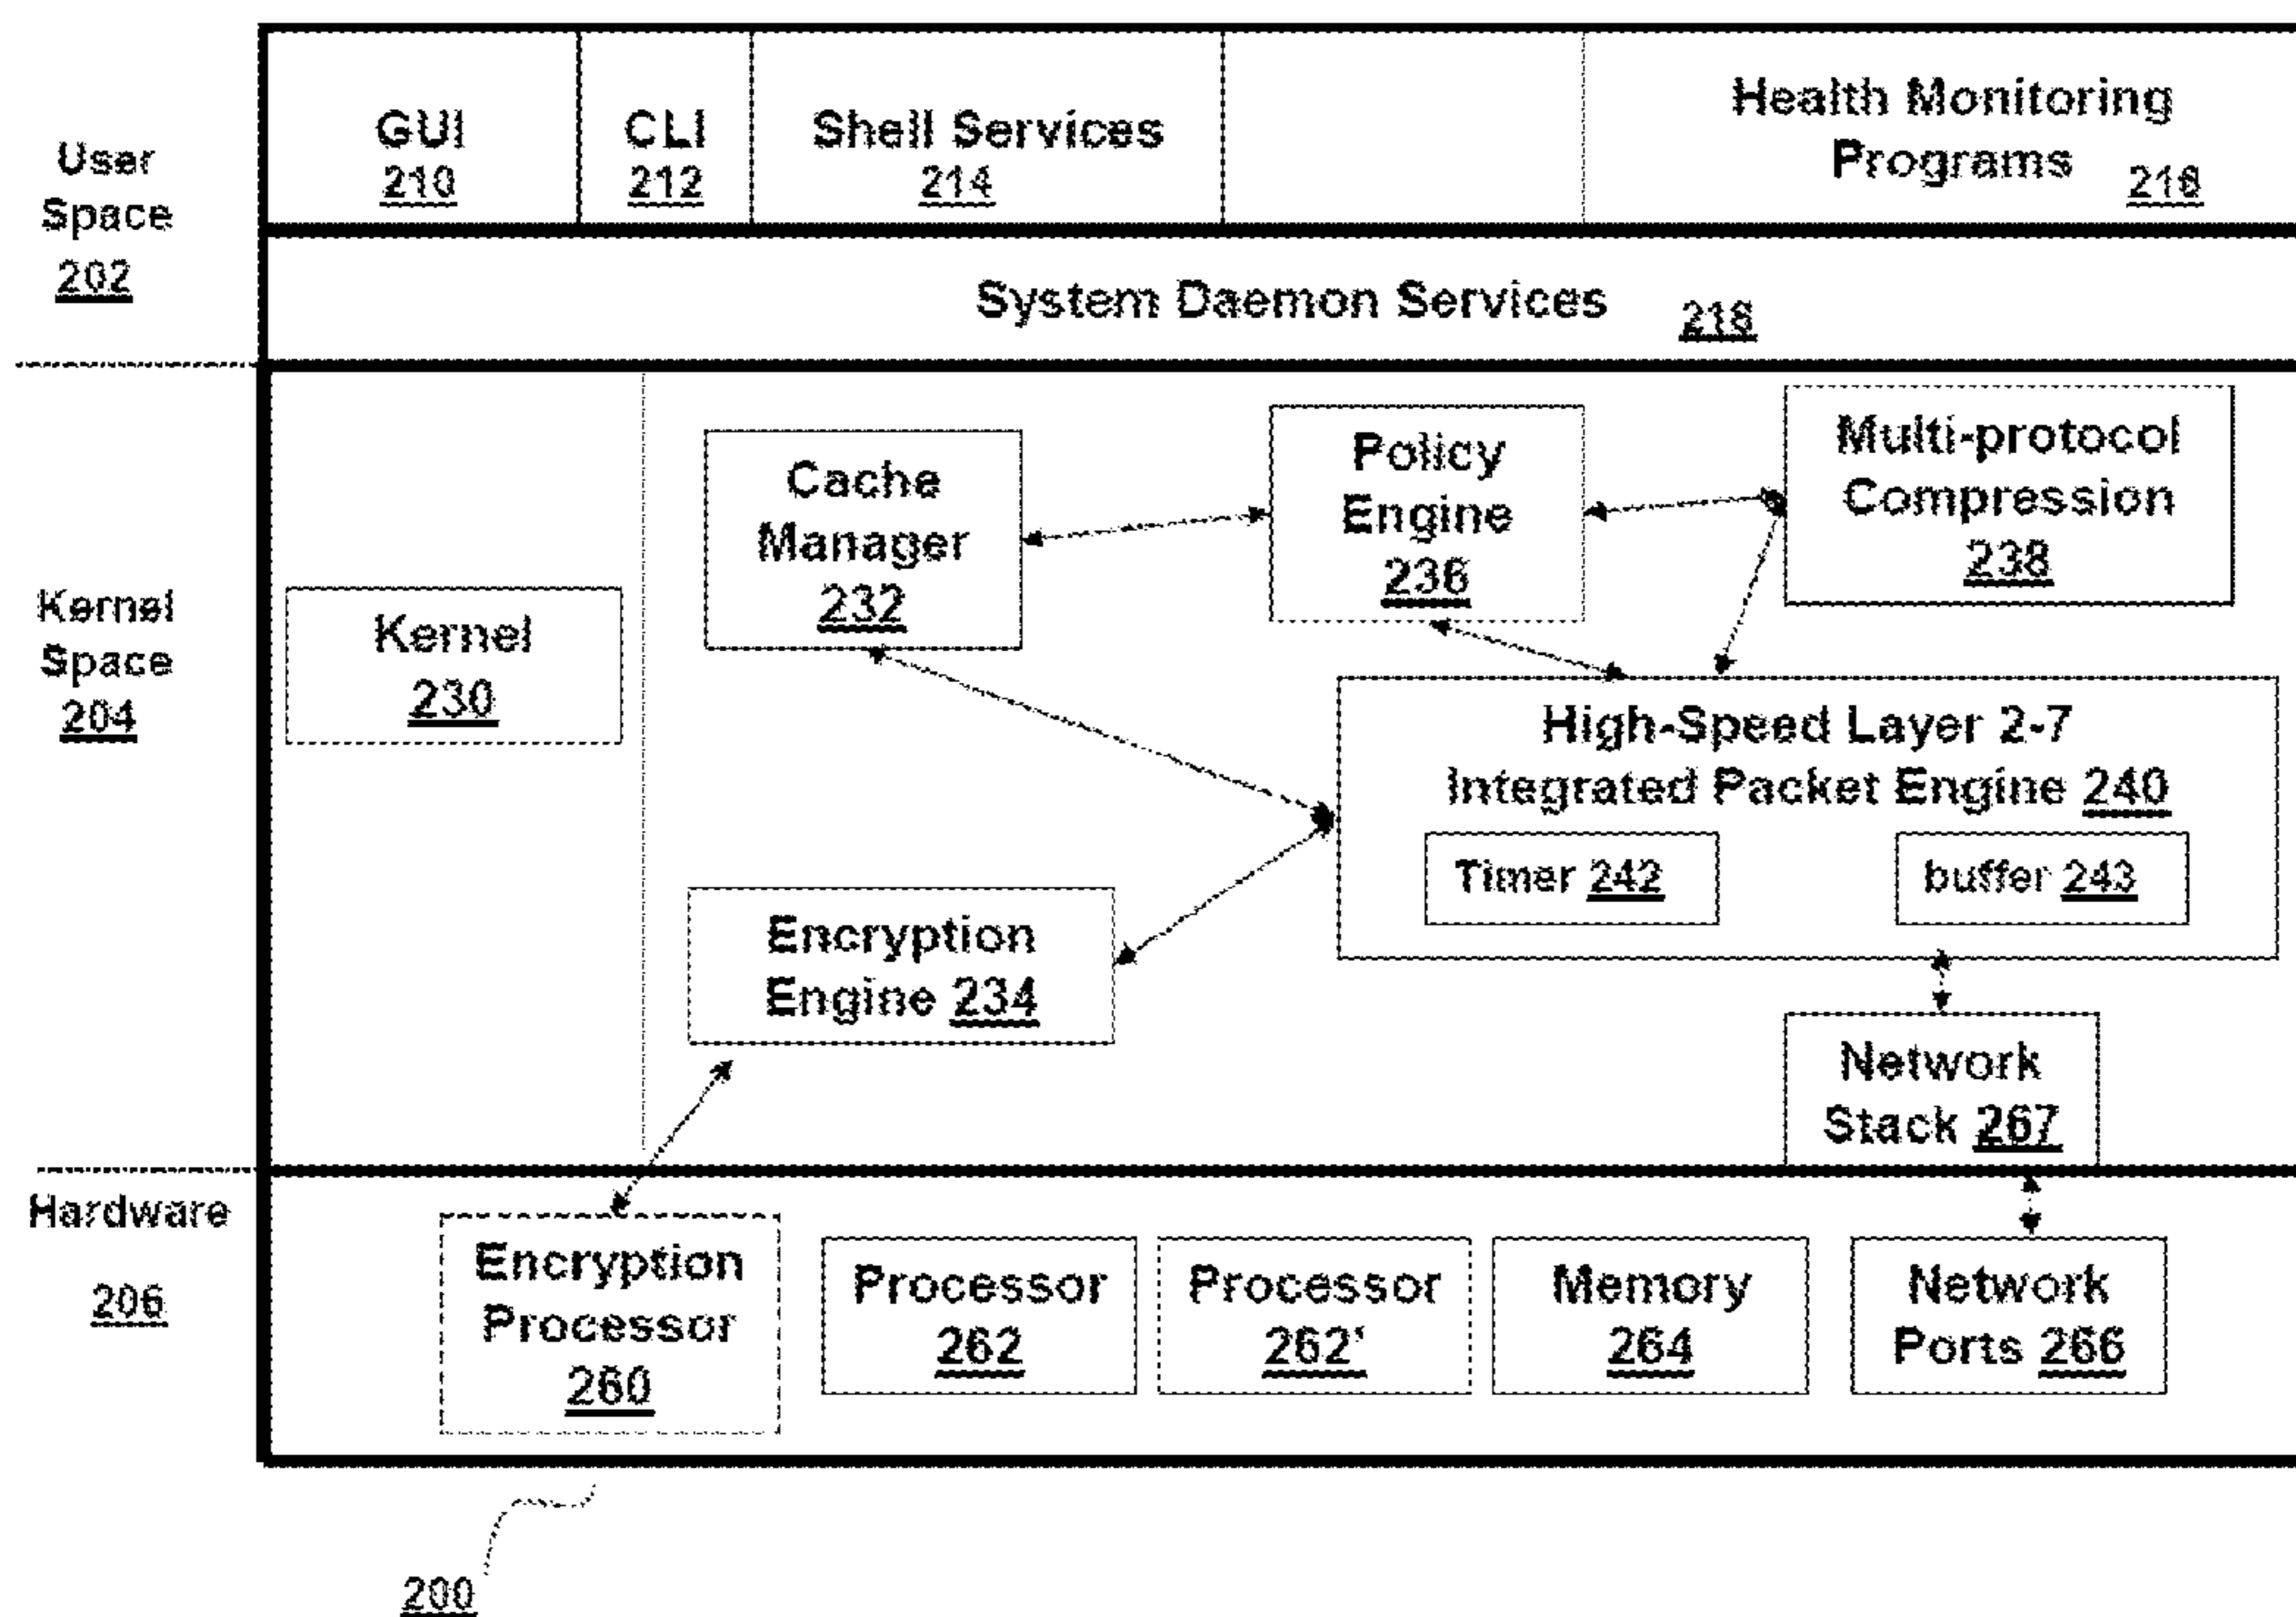 GUI
210
CLI
212
Shell Services
214
Health Monitoring
Programs 216
User
Space
202
System Daemon Services 218
Cache
Manager
232
Policy
Engine
236
Multi-protocol
Compression
238
Kernel
Space
204
Kernel
230
High-Speed Layer 2-7
Integrated Packet Engine 240
Timer 242
buffer 243
Encryption
Engine 234
Network
Stack 267
Hardware
206
Encryption
Processor
260
Processor
262
Processor
262'
Memory
264
Network
Ports 266
200